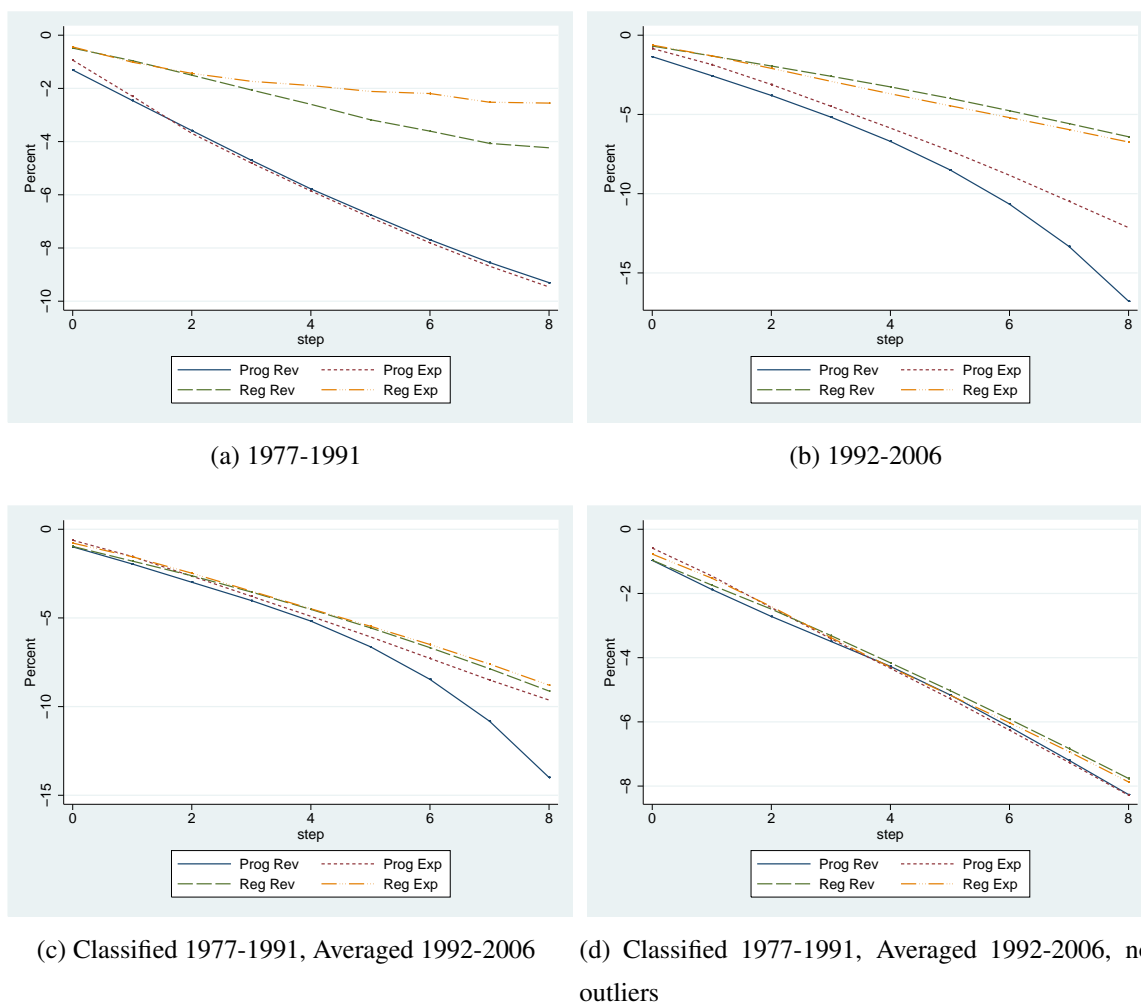 0
−2
−4
−6
−8
−10
Percent
0 2 4 6 8
step
Prog Rev Prog Exp
Reg Rev Reg Exp
(a) 1977-1991
0
−5
−10
−15
Percent
0 2 4 6 8
step
Prog Rev Prog Exp
Reg Rev Reg Exp
(b) 1992-2006
0
−5
−10
−15
Percent
0 2 4 6 8
step
Prog Rev Prog Exp
Reg Rev Reg Exp
(c) Classified 1977-1991, Averaged 1992-2006
0
−2
−4
−6
−8
Percent
0 2 4 6 8
step
Prog Rev Prog Exp
Reg Rev Reg Exp
(d) Classified 1977-1991, Averaged 1992-2006,
outliers